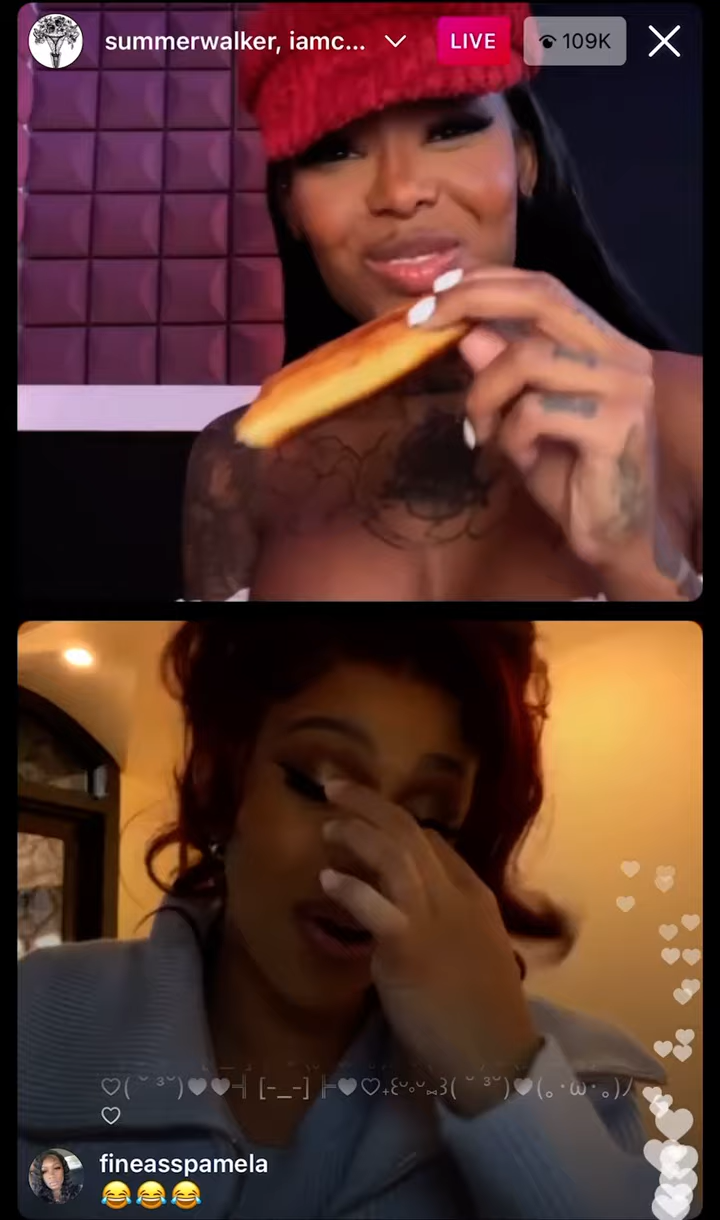 summerwalker, iamc...
LIVE
109K
♡( ˘ ³˘)♥♥╣ [-_-] ╠♥♡₊꒰ᵕ༚ᵕ⑅꒱( ˘ ³˘)♥(｡･ω･｡)ﾉ
♡
fineasspamela
😂😂😂